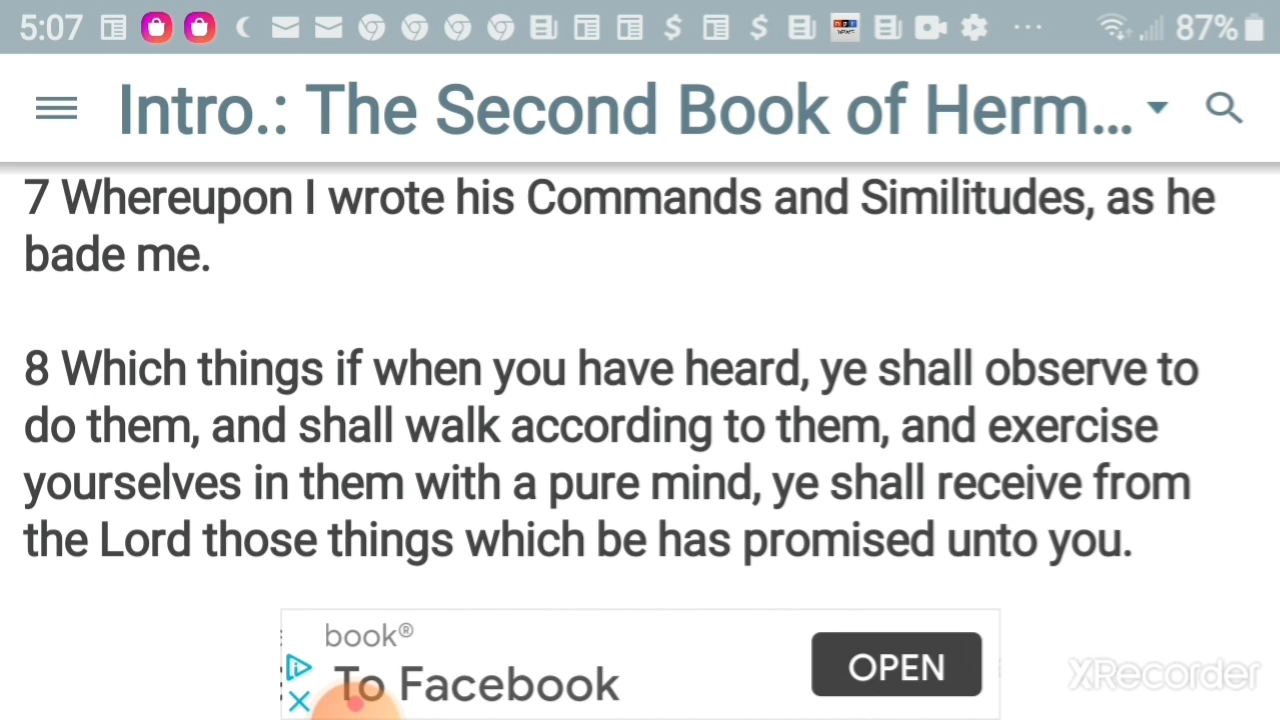 5:07 87%
Intro.: The Second Book of Herm...
7 Whereupon I wrote his Commands and Similitudes, as he
bade me.
8 Which things if when you have heard, ye shall observe to
do them, and shall walk according to them, and exercise
yourselves in them with a pure mind, ye shall receive from
the Lord those things which be has promised unto you.
book®
To Facebook
OPEN
XRecorder